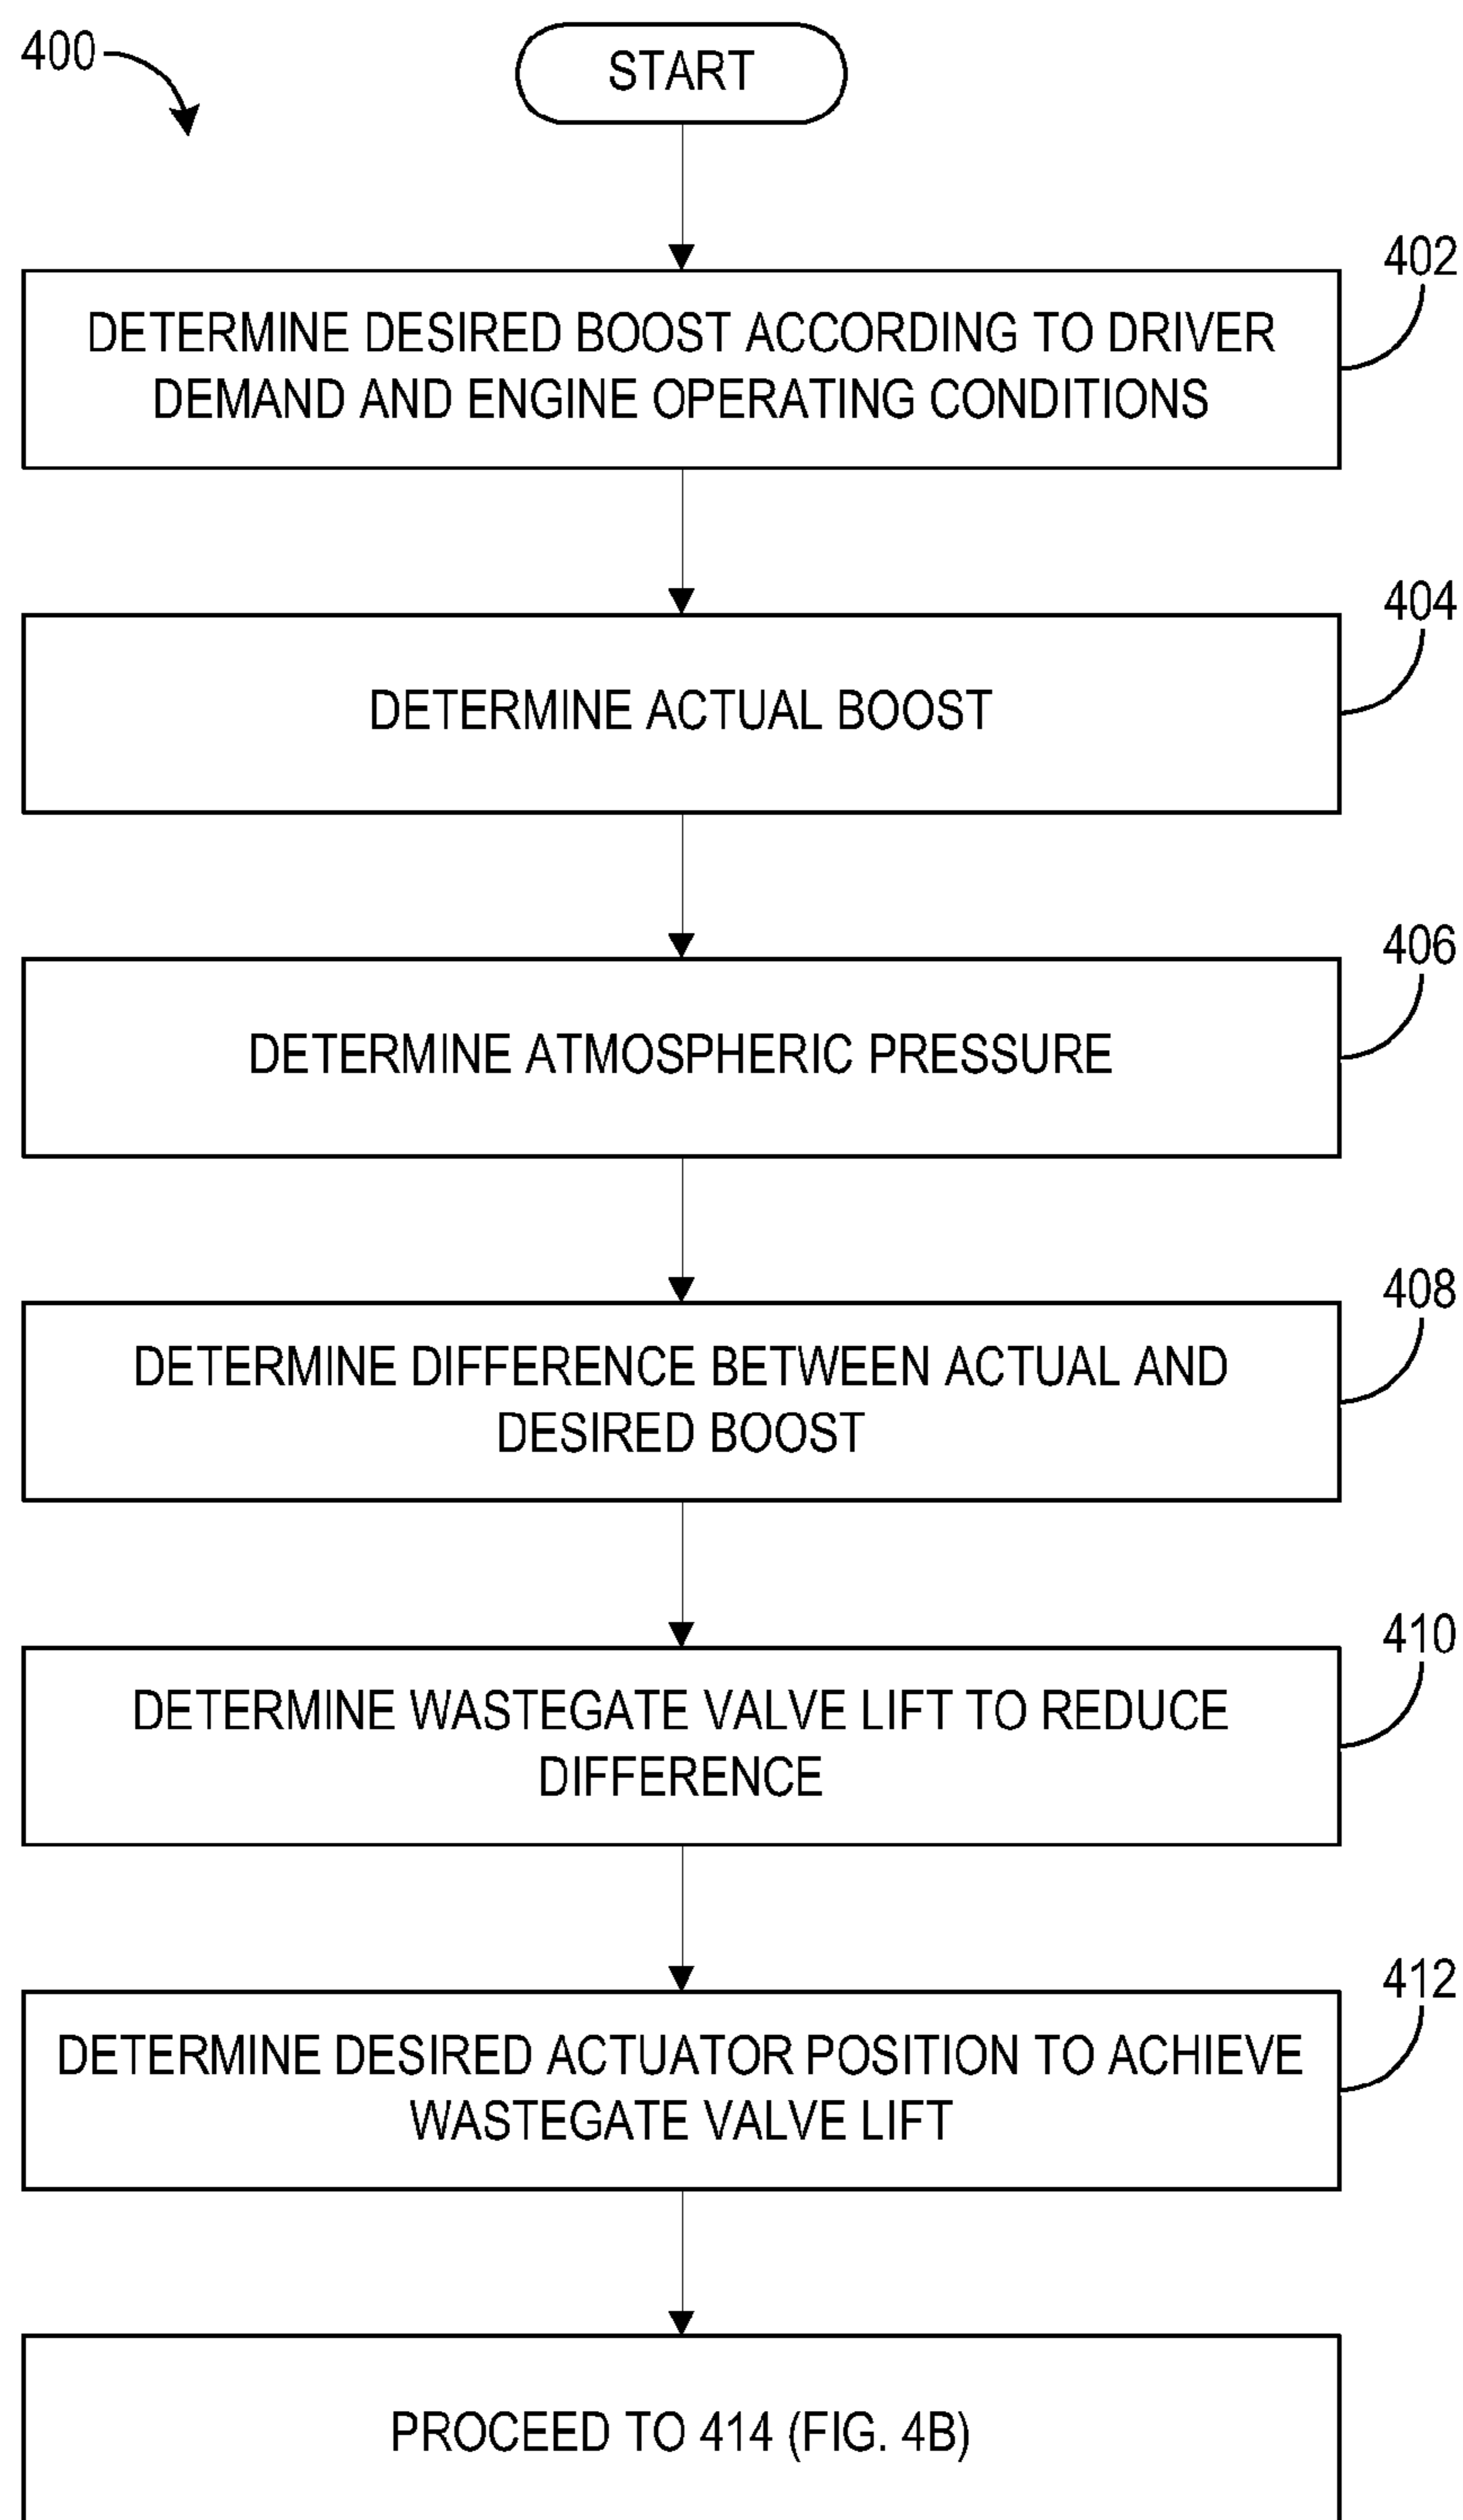 400
START
402
DETERMINE DESIRED BOOST ACCORDING TO DRIVER
DEMAND AND ENGINE OPERATING CONDITIONS
404
DETERMINE ACTUAL BOOST
406
DETERMINE ATMOSPHERIC PRESSURE
408
DETERMINE DIFFERENCE BETWEEN ACTUAL AND
DESIRED BOOST
410
DETERMINE WASTEGATE VALVE LIFT TO REDUCE
DIFFERENCE
412
DETERMINE DESIRED ACTUATOR POSITION TO ACHIEVE
WASTEGATE VALVE LIFT
PROCEED TO 414 (FIG. 4B)